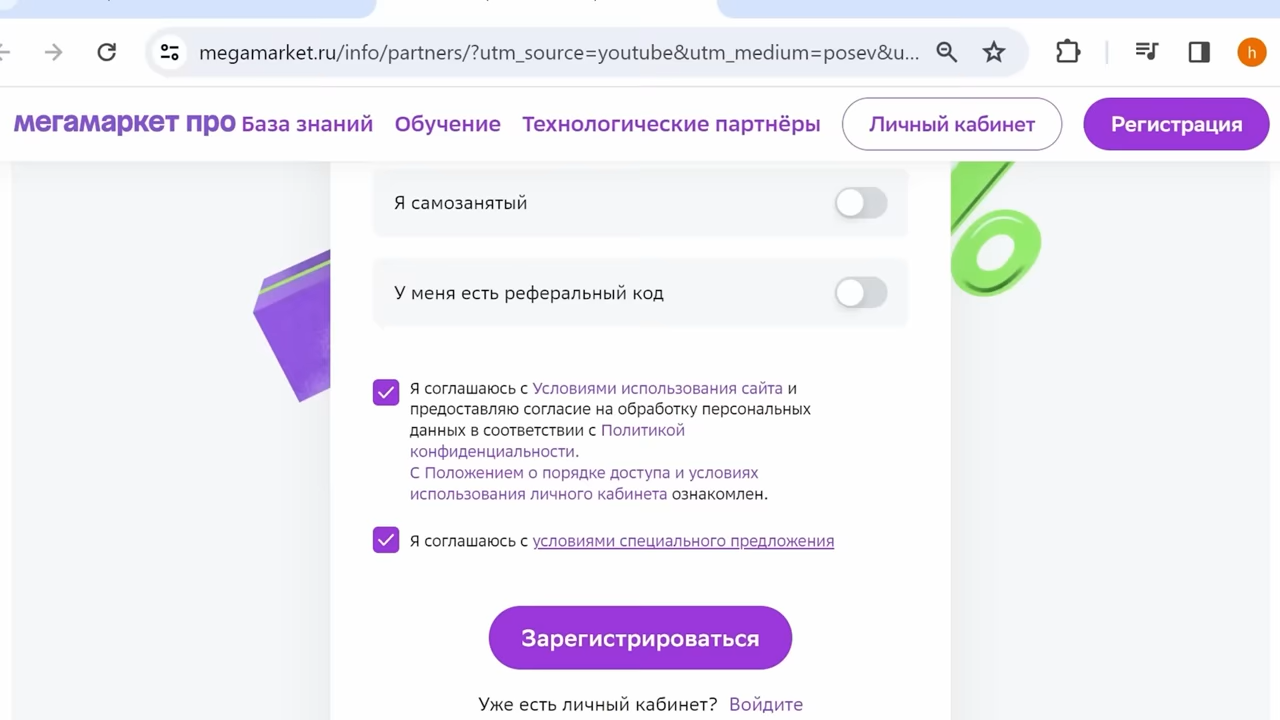 megamarket.ru/info/partners/?utm_source=youtube&utm_medium=posev&u...
h
мегамаркет про База знаний Обучение Технологические партнёры Личный кабинет Регистрация
Я самозанятый
У меня есть реферальный код
Я соглашаюсь с Условиями использования сайта и
предоставляю согласие на обработку персональных
данных в соответствии с Политикой
конфиденциальности.
С Положением о порядке доступа и условиях
использования личного кабинета ознакомлен.
Я соглашаюсь с условиями специального предложения
Зарегистрироваться
Уже есть личный кабинет? Войдите